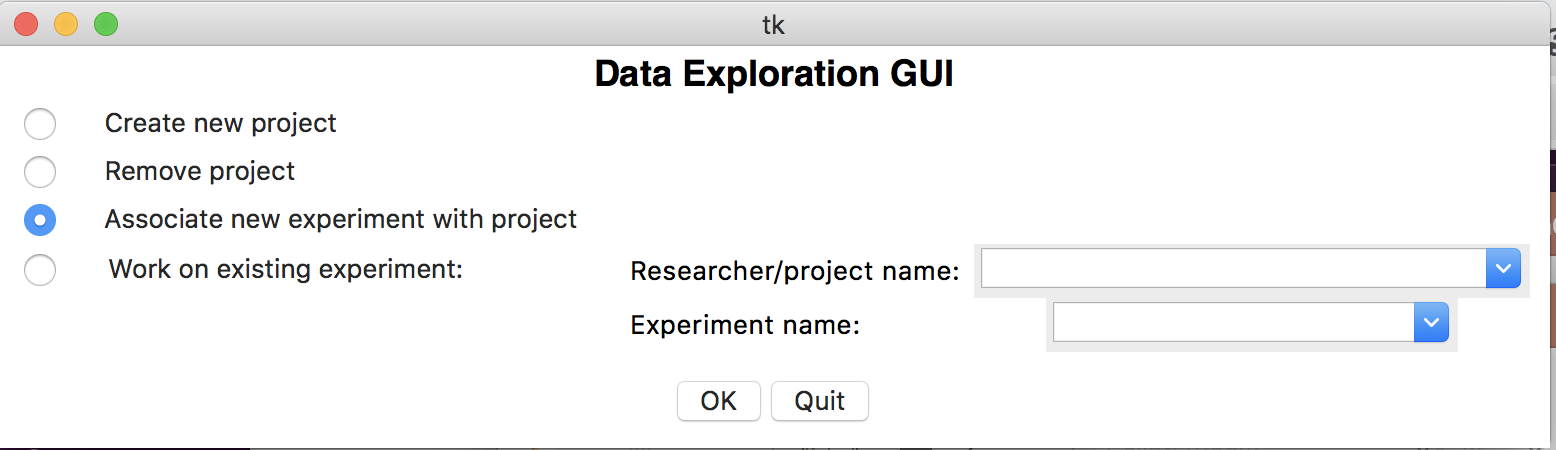 tk
Data Exploration GUI
Create new project
Remove project
Associate new experiment with project
Work on existing experiment: Researcher/project name:
Experiment name:
OK Quit